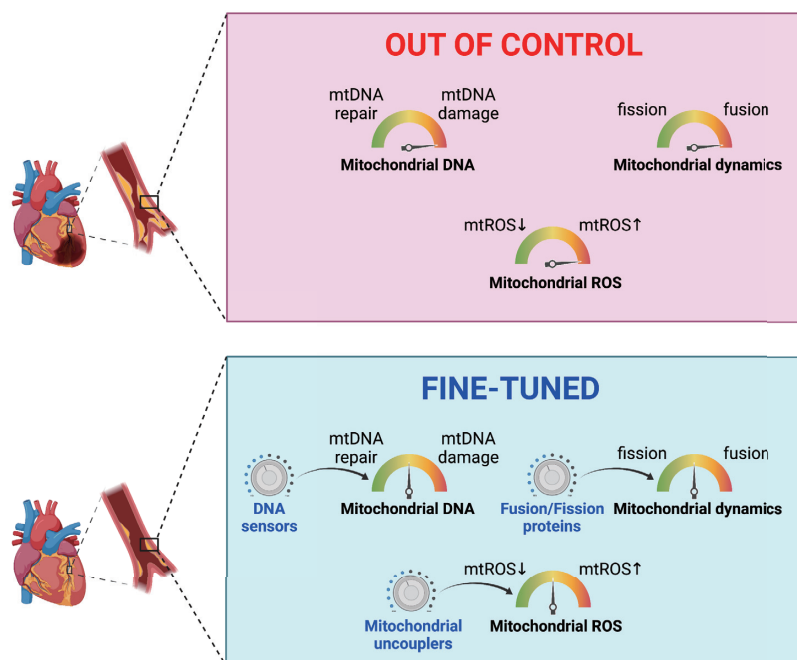 OUT OF CONTROL
mtDNA
repair
mtDNA
damage
Mitochondrial DNA
fission
fusion
Mitochondrial dynamics
mtROS↓
mtROS↑
Mitochondrial ROS
FINE-TUNED
DNA
sensors
mtDNA
repair
mtDNA
damage
Mitochondrial DNA
Fusion/Fission
proteins
fission
fusion
Mitochondrial dynamics
Mitochondrial
uncouplers
mtROS↓
mtROS↑
Mitochondrial ROS